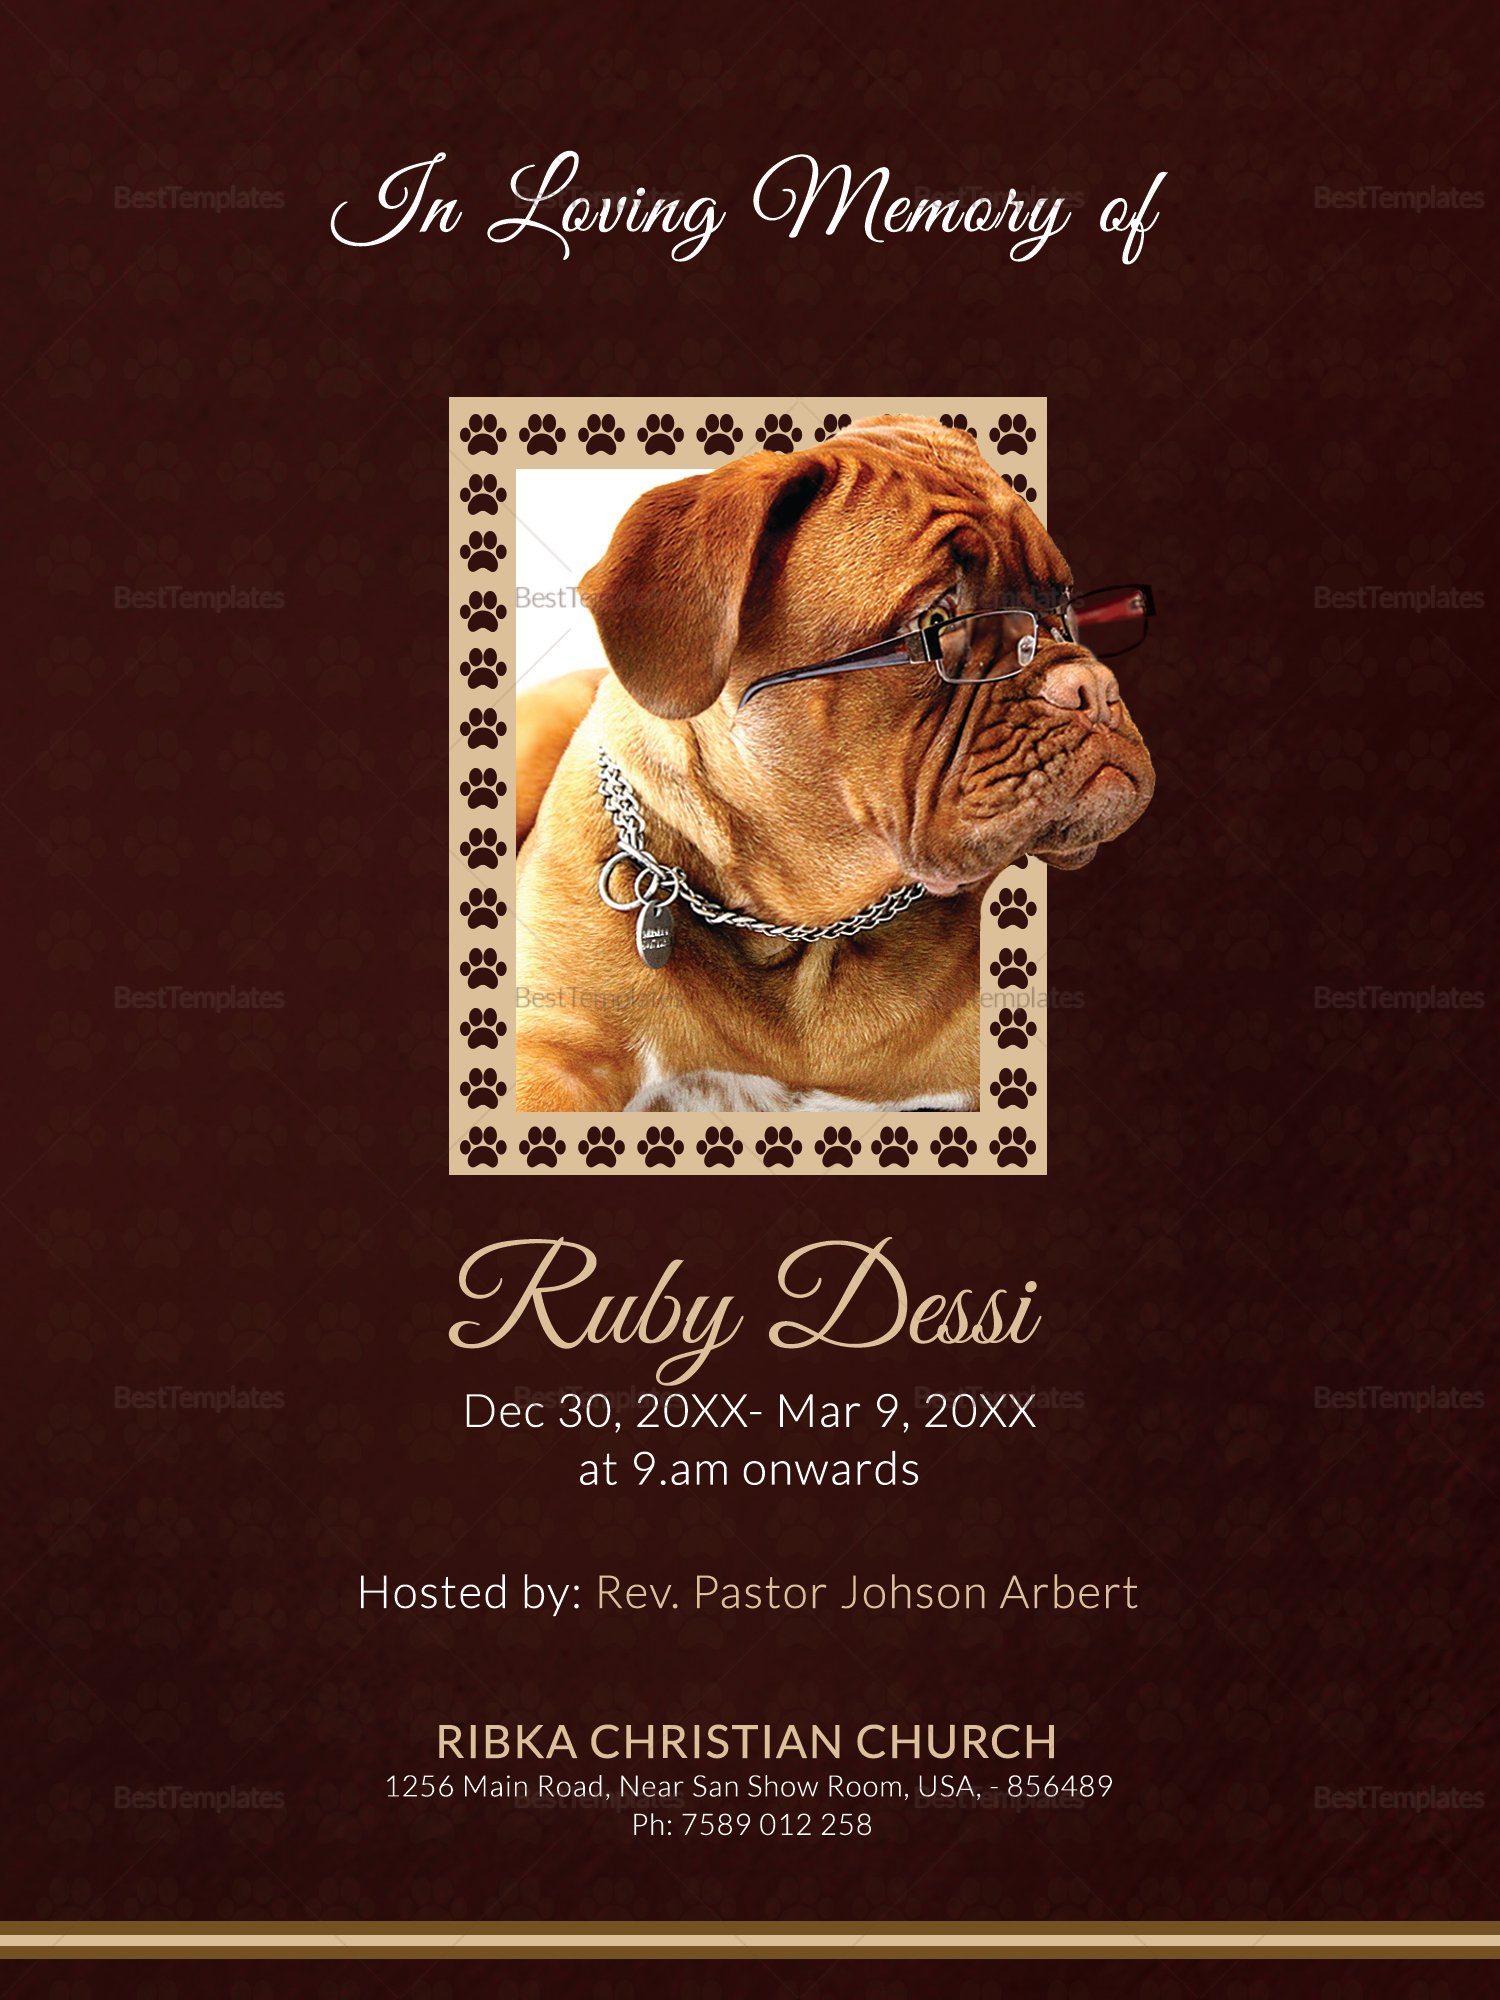 In Loving Memory of
Ruby Dessi
Dec 30, 20XX- Mar 9, 20XX
at 9.am onwards
Hosted by: Rev. Pastor Johson Arbert
RIBKA CHRISTIAN CHURCH
1256 Main Road, Near San Show Room, USA, - 856489
Ph: 7589 012 258
BestTemplates